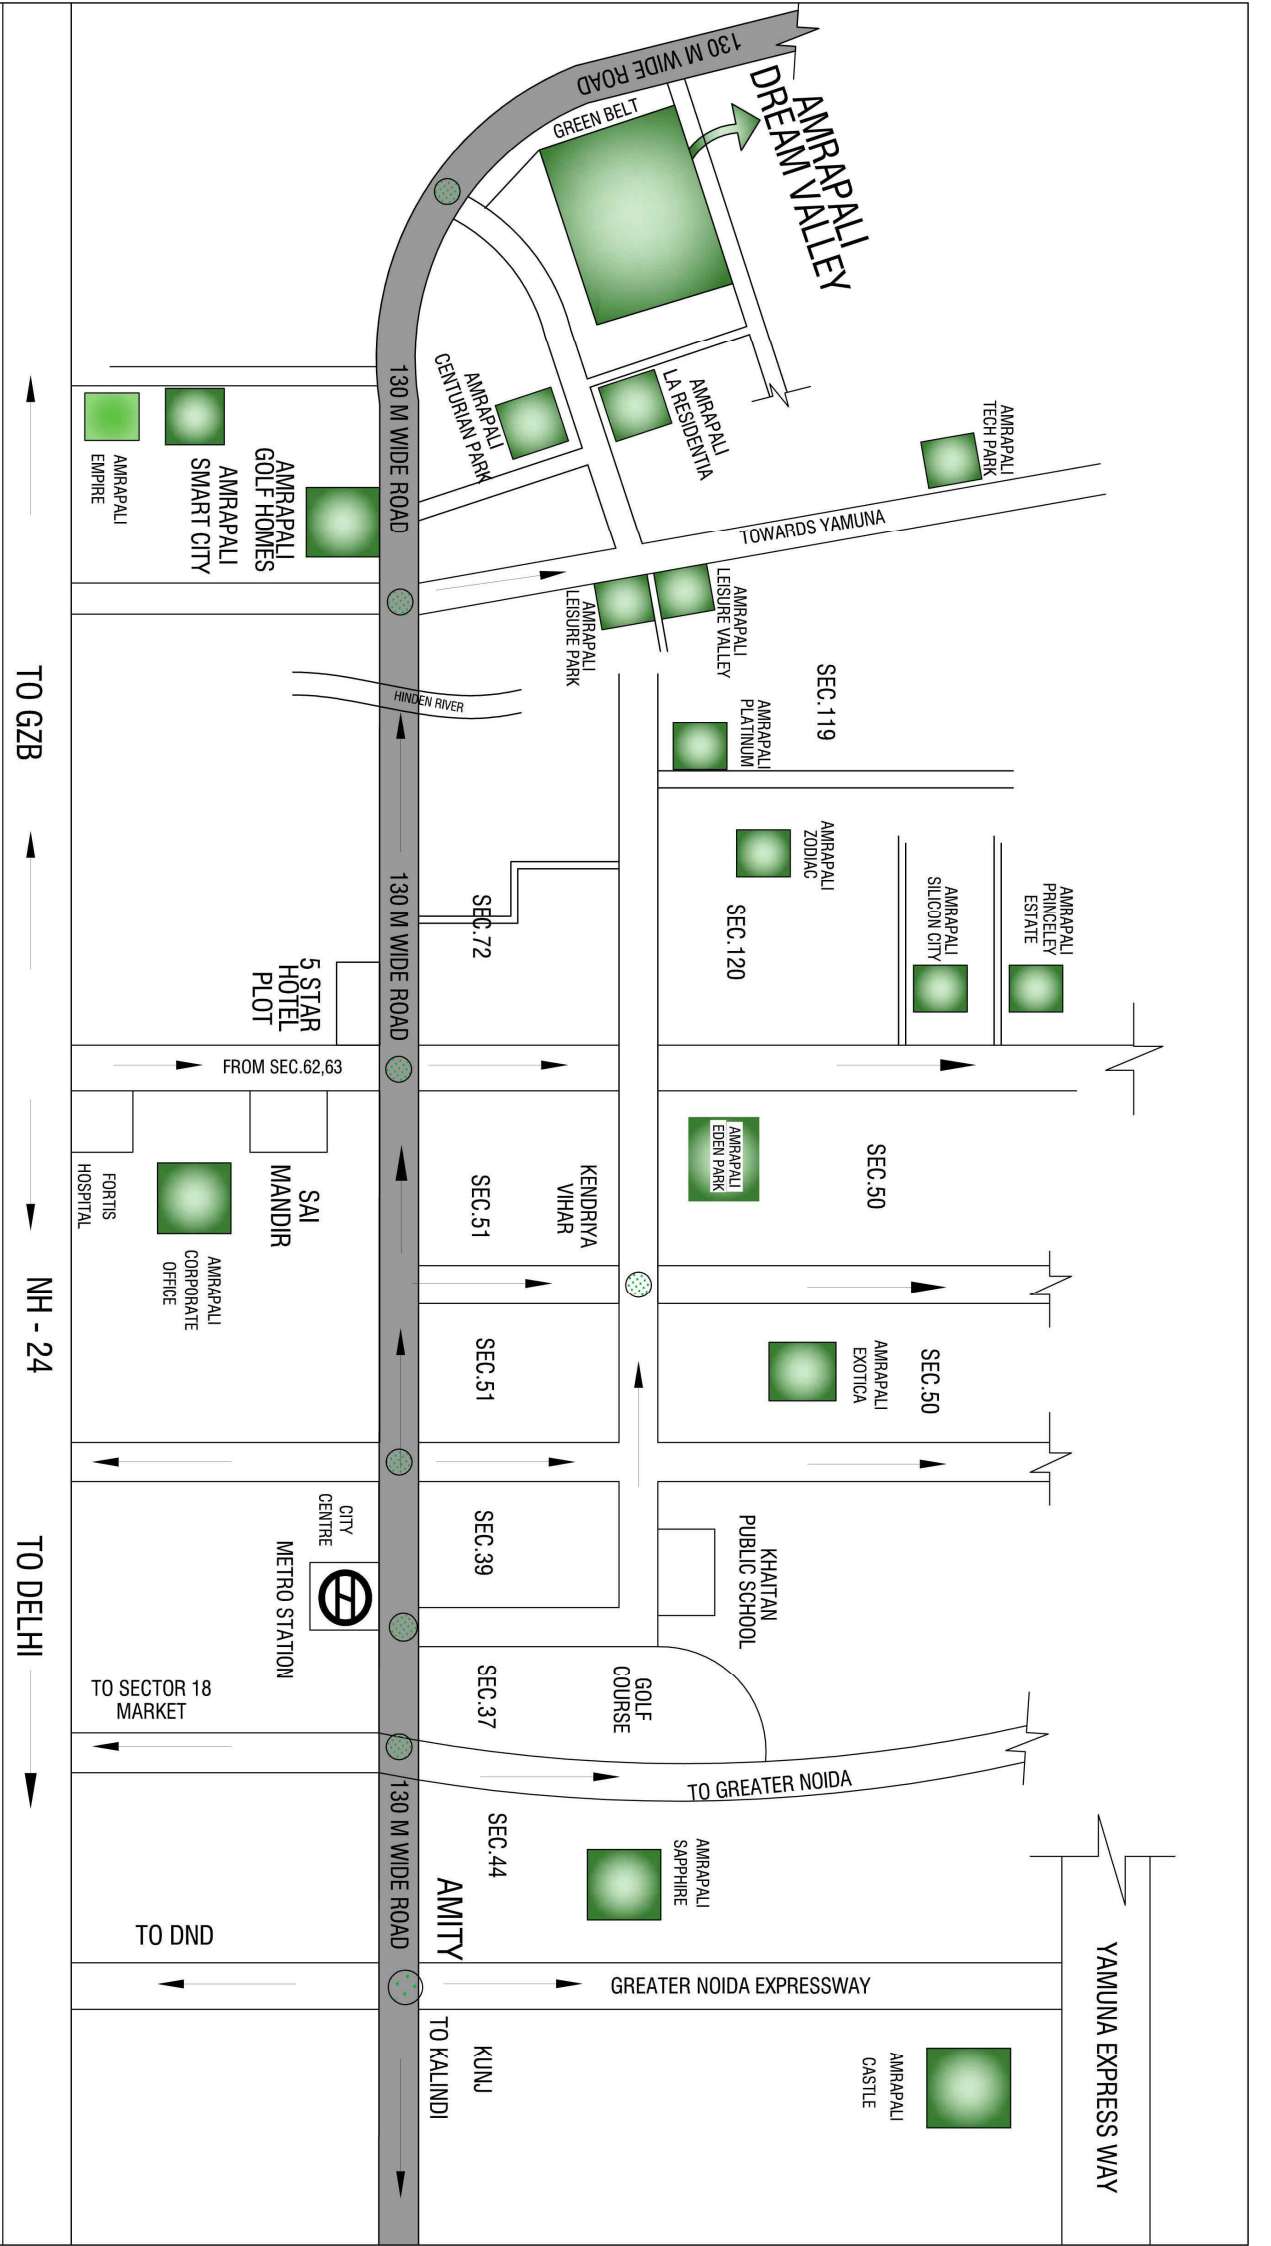 130 M WIDE ROAD
GREEN BELT
AMRAPALI
DREAM VALLEY
AMRAPALI
CENTURIAN PARK
AMRAPALI
LA RESIDENTIA
AMRAPALI
TECH PARK
TOWARDS YAMUNA
130 M WIDE ROAD
AMRAPALI
GOLF HOMES
AMRAPALI
SMART CITY
AMRAPALI
EMPIRE
AMRAPALI
LEISURE VALLEY
AMRAPALI
LEISURE PARK
HINDEN RIVER
SEC.119
AMRAPALI
PLATINUM
AMRAPALI
ZODIAC
SEC.120
AMRAPALI
SILICON CITY
AMRAPALI
PRINCELEY
ESTATE
SEC.72
130 M WIDE ROAD
5 STAR
HOTEL
PLOT
FROM SEC.62,63
FORTIS
HOSPITAL
SAI
MANDIR
AMRAPALI
CORPORATE
OFFICE
SEC.51
KENDRIYA
VIHAR
AMRAPALI
EDEN PARK
SEC.50
SEC.51
AMRAPALI
EXOTICA
SEC.50
SEC.39
KHAITAN
PUBLIC SCHOOL
CITY
CENTRE
METRO STATION
SEC.37
GOLF
COURSE
TO SECTOR 18
MARKET
TO GREATER NOIDA
130 M WIDE ROAD
SEC.44
AMRAPALI
SAPPHIRE
AMITY
TO DND
GREATER NOIDA EXPRESSWAY
KUNJ
TO KALINDI
AMRAPALI
CASTLE
YAMUNA EXPRESS WAY
TO GZB
NH - 24
TO DELHI